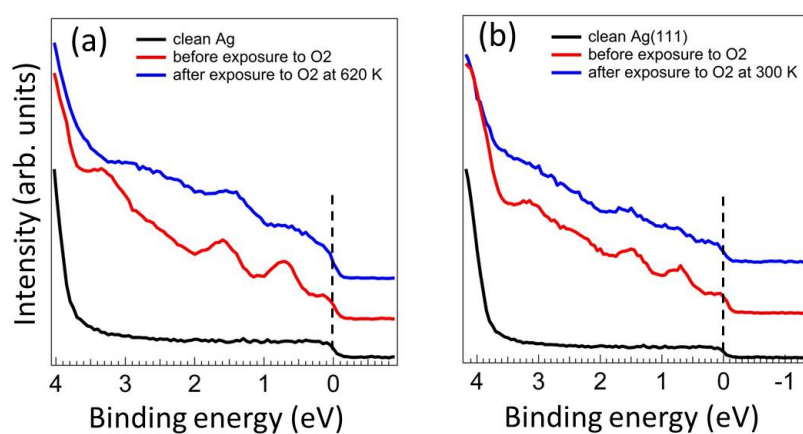 (a)
clean Ag
before exposure to O2
after exposure to O2 at 620 K
Intensity (arb. units)
4 3 2 1 0
Binding energy (eV)
(b)
clean Ag(111)
before exposure to O2
after exposure to O2 at 300 K
4 3 2 1 0 -1
Binding energy (eV)